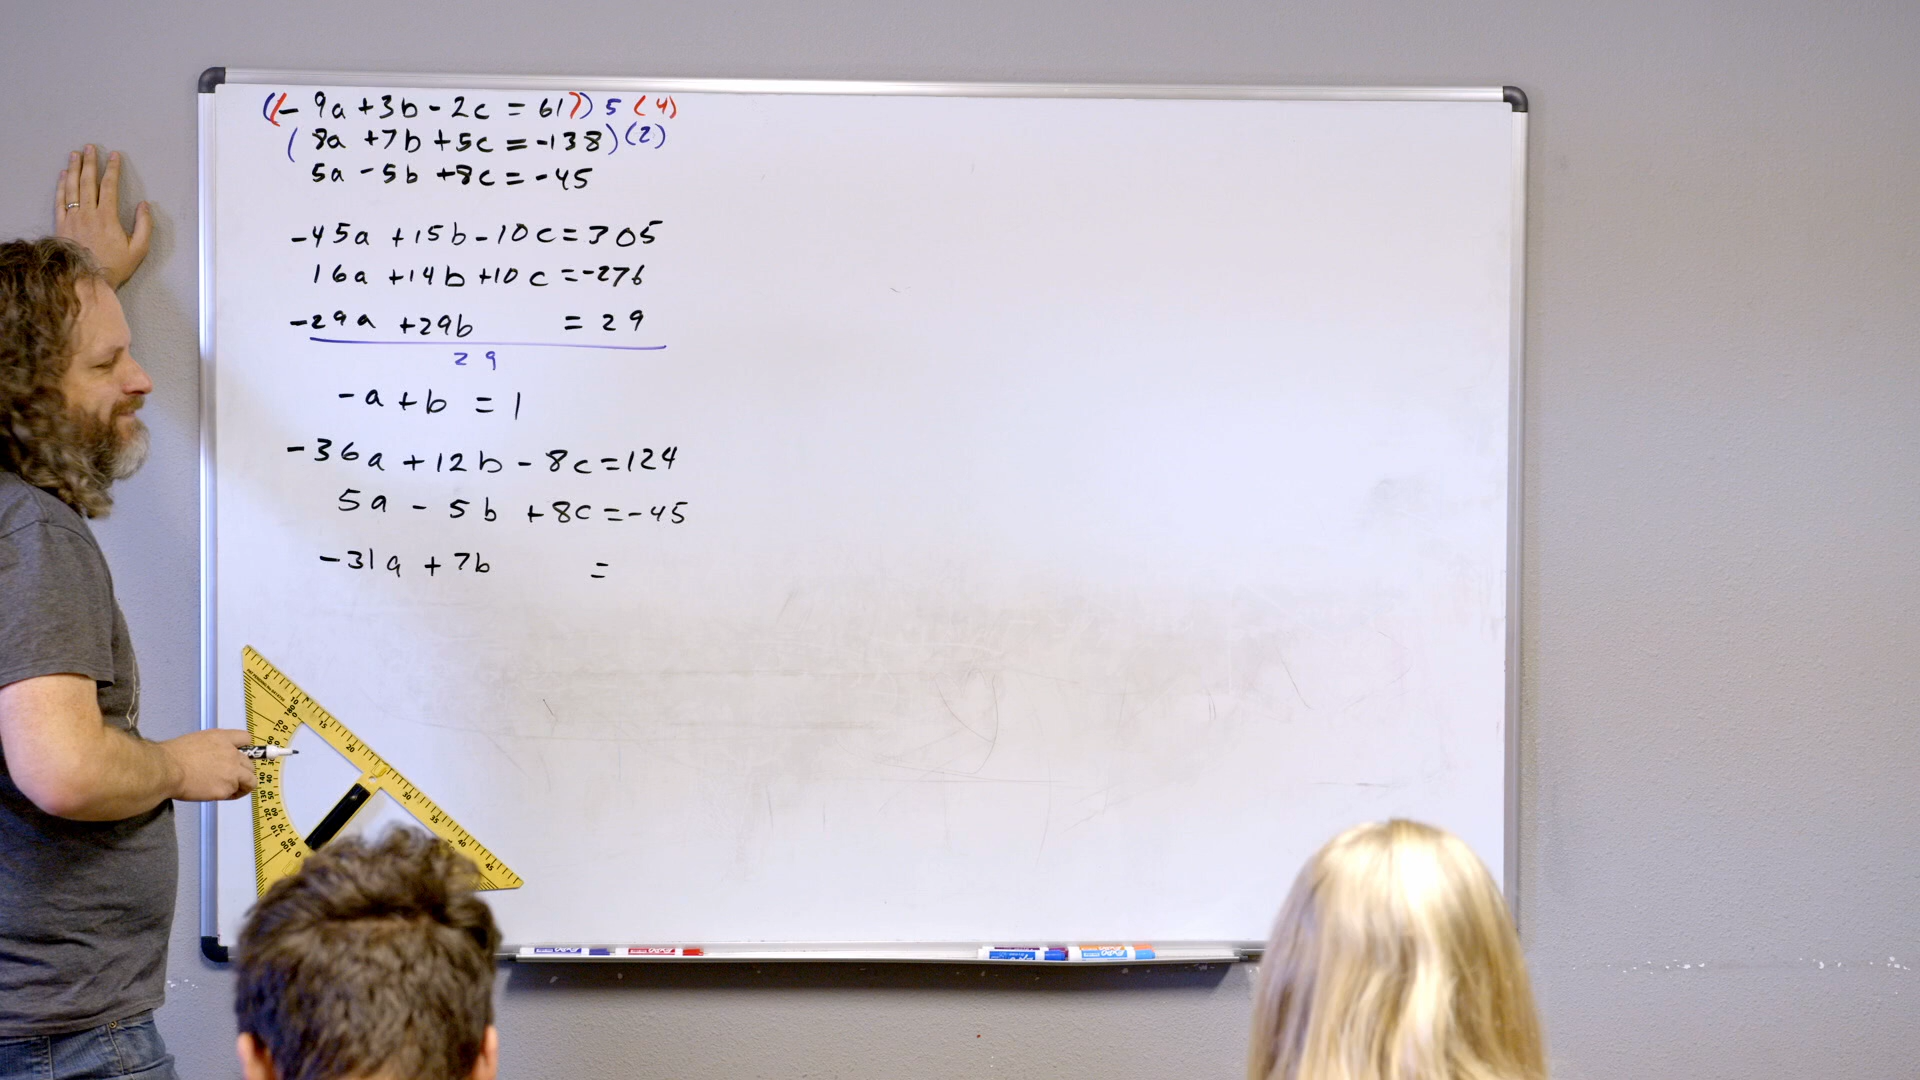 ((- 9a + 3b - 2c = 61)) 5 (4)
( 8a + 7b + 5c = -138 ) (2)
5a - 5b + 8c = -45
-45a + 15b - 10c = 305
16a + 14b + 10c = -276
-29a + 29b = 29
29
-a + b = 1
-36a + 12b - 8c = 124
5a - 5b + 8c = -45
-31a + 7b =